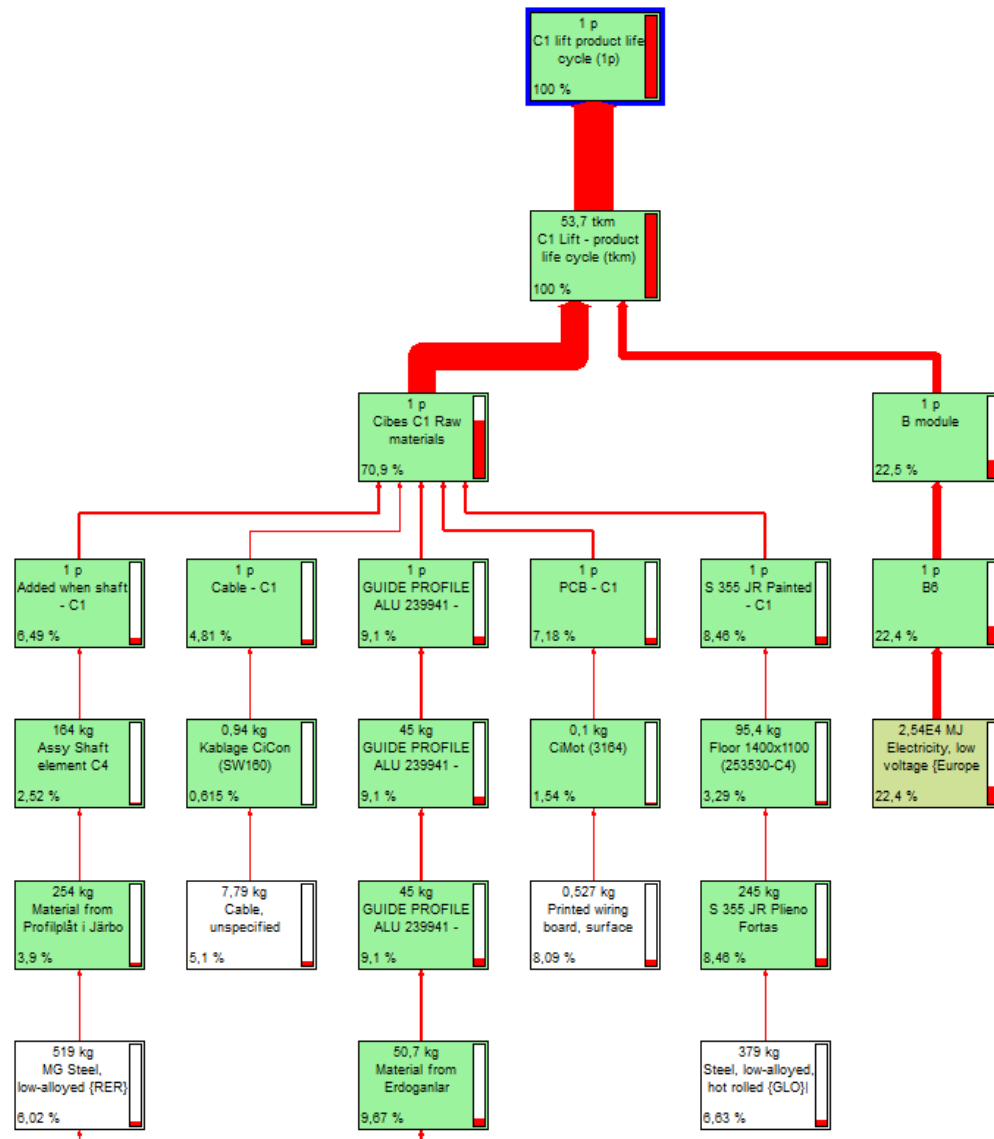 1 p
C1 lift product life
cycle (1p)
100 %
53,7 tkm
C1 Lift - product
life cycle (tkm)
100 %
1 p
Cibes C1 Raw
materials
70,9 %
1 p
B module
22,5 %
1 p
Added when shaft
- C1
6,49 %
1 p
Cable - C1
4,81 %
1 p
GUIDE PROFILE
ALU 239941 -
9,1 %
1 p
PCB - C1
7,18 %
1 p
S 355 JR Painted
- C1
8,46 %
1 p
B6
22,4 %
164 kg
Assy Shaft
element C4
2,52 %
0,94 kg
Kablage CiCon
(SW160)
0,615 %
45 kg
GUIDE PROFILE
ALU 239941 -
9,1 %
0,1 kg
CiMot (3164)
1,54 %
95,4 kg
Floor 1400x1100
(253530-C4)
3,29 %
2,54E4 MJ
Electricity, low
voltage {Europe
22,4 %
254 kg
Material from
Profilplåt i Järbo
3,9 %
7,79 kg
Cable,
unspecified
5,1 %
45 kg
GUIDE PROFILE
ALU 239941 -
9,1 %
0,527 kg
Printed wiring
board, surface
8,09 %
245 kg
S 355 JR Plieno
Fortas
8,46 %
519 kg
MG Steel,
low-alloyed {RER}
6,02 %
50,7 kg
Material from
Erdoganlar
9,67 %
379 kg
Steel, low-alloyed,
hot rolled {GLO}|
6,63 %